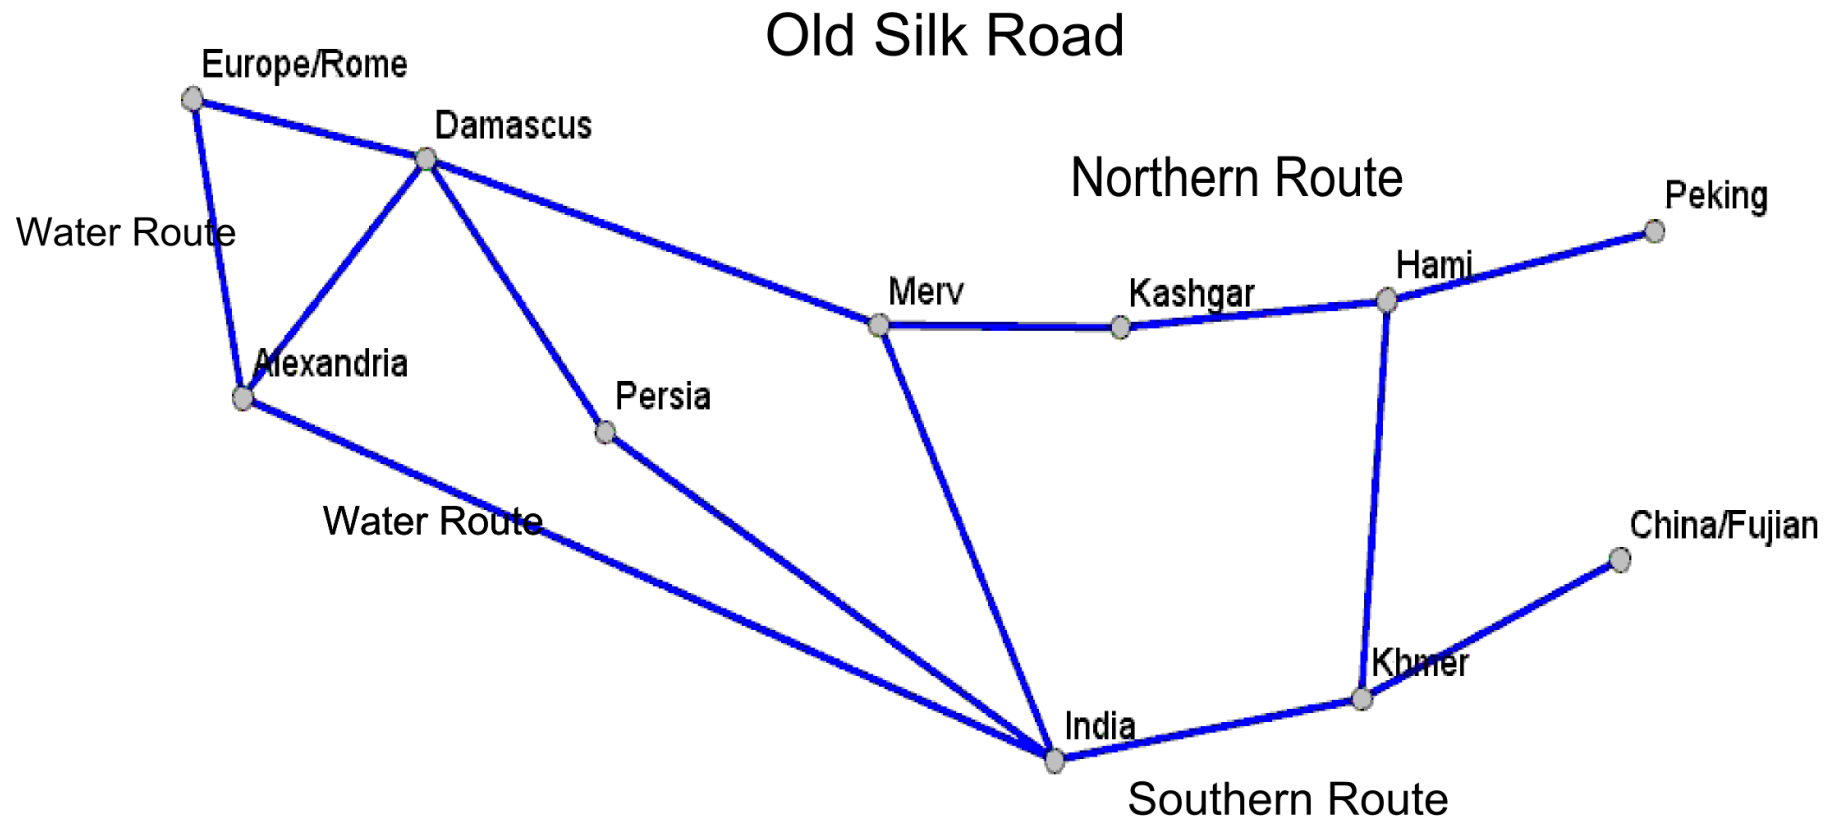 Old Silk Road
Europe/Rome
Damascus
Northern Route
Peking
Water Route
Hami
Merv
Kashgar
Alexandria
Persia
Water Route
China/Fujian
Khmer
India
Southern Route